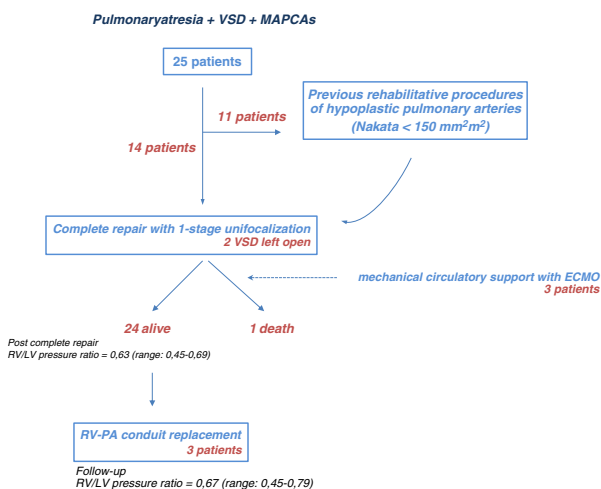 Pulmonaryatresia + VSD + MAPCAs
25 patients
11 patients
Previous rehabilitative procedures
of hypoplastic pulmonary arteries
(Nakata < 150 mm²m²)
14 patients
Complete repair with 1-stage unifocalization
2 VSD left open
mechanical circulatory support with ECMO
3 patients
24 alive
1 death
Post complete repair
RV/LV pressure ratio = 0,63 (range: 0,45-0,69)
RV-PA conduit replacement
3 patients
Follow-up
RV/LV pressure ratio = 0,67 (range: 0,45-0,79)